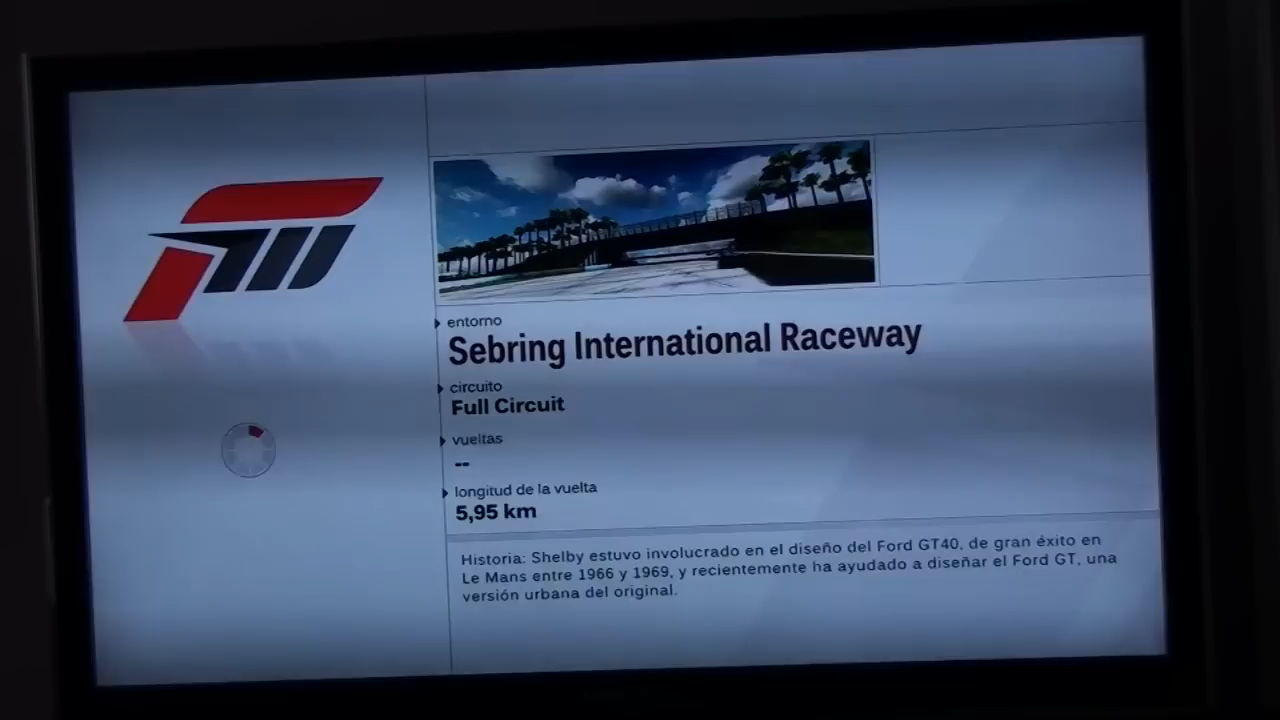 entorno
Sebring International Raceway
circuito
Full Circuit
vueltas
--
longitud de la vuelta
5,95 km
Historia: Shelby estuvo involucrado en el diseño del Ford GT40, de gran éxito en
Le Mans entre 1966 y 1969, y recientemente ha ayudado a diseñar el Ford GT, una
versión urbana del original.